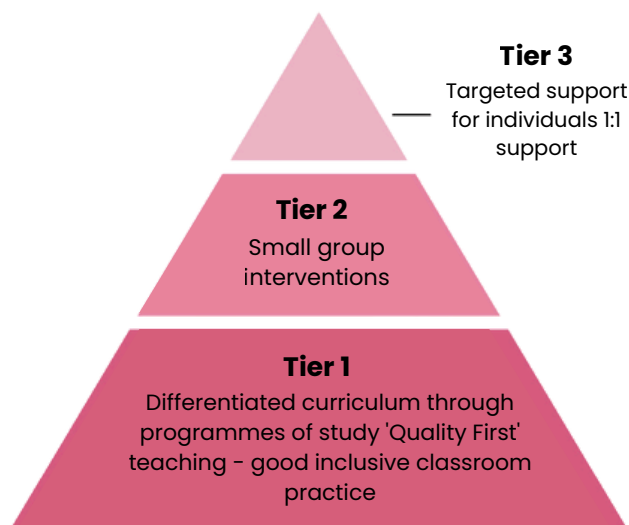 Tier 3
Targeted support
for individuals 1:1
support
Tier 2
Small group
interventions
Tier 1
Differentiated curriculum through
programmes of study 'Quality First'
teaching - good inclusive classroom
practice